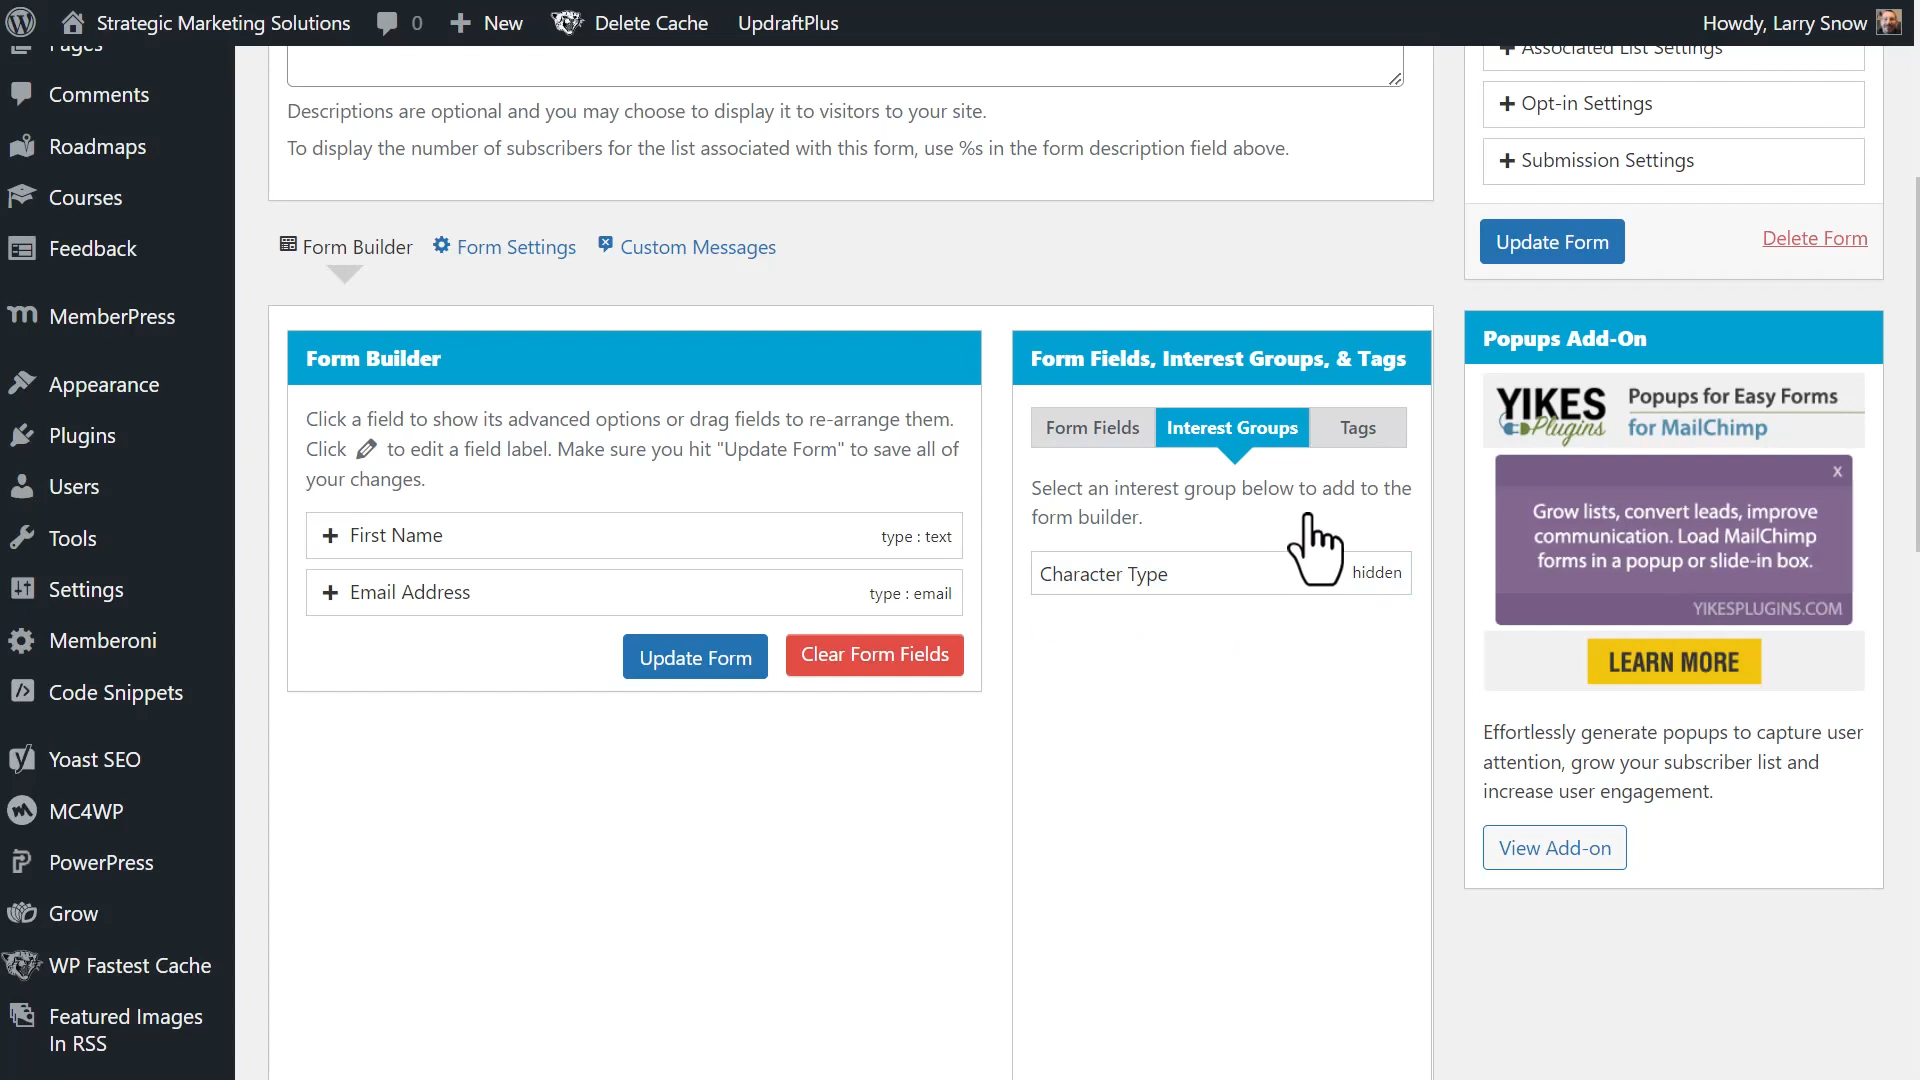 Strategic Marketing Solutions
0
New
Delete Cache
UpdraftPlus
Howdy, Larry Snow
Pages
Comments
Roadmaps
Courses
Feedback
MemberPress
Appearance
Plugins
Users
Tools
Settings
Memberoni
Code Snippets
Yoast SEO
MC4WP
PowerPress
Grow
WP Fastest Cache
Featured Images
In RSS
Descriptions are optional and you may choose to display it to visitors to your site.
To display the number of subscribers for the list associated with this form, use %s in the form description field above.
Form Builder
Form Settings
Custom Messages
Form Builder
Click a field to show its advanced options or drag fields to re-arrange them.
Click to edit a field label. Make sure you hit "Update Form" to save all of
your changes.
First Name
type : text
Email Address
type : email
Update Form
Clear Form Fields
Form Fields, Interest Groups, & Tags
Form Fields
Interest Groups
Tags
Select an interest group below to add to the
form builder.
Character Type
hidden
Associated List Settings
Opt-in Settings
Submission Settings
Update Form
Delete Form
Popups Add-On
YIKES
Plugins
Popups for Easy Forms
for MailChimp
x
Grow lists, convert leads, improve
communication. Load MailChimp
forms in a popup or slide-in box.
YIKESPLUGINS.COM
LEARN MORE
Effortlessly generate popups to capture user
attention, grow your subscriber list and
increase user engagement.
View Add-on